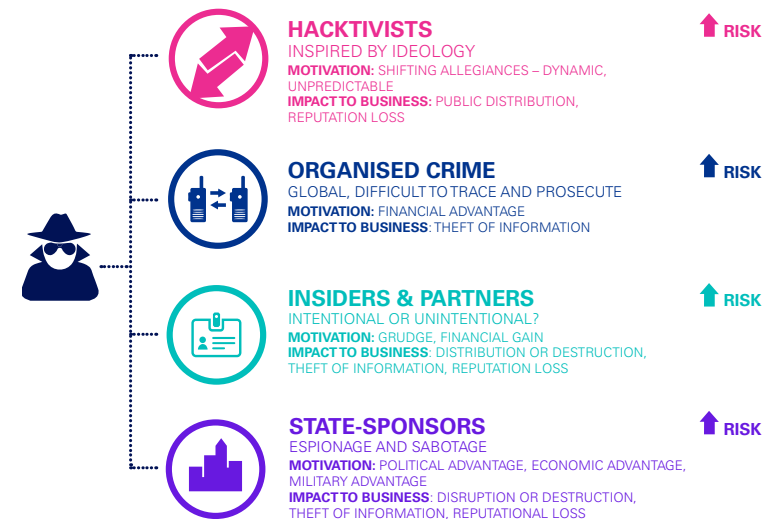 HACKTIVISTS
RISK
INSPIRED BY IDEOLOGY
MOTIVATION: SHIFTING ALLEGIANCES – DYNAMIC,
UNPREDICTABLE
IMPACT TO BUSINESS: PUBLIC DISTRIBUTION,
REPUTATION LOSS
ORGANISED CRIME
RISK
GLOBAL, DIFFICULT TO TRACE AND PROSECUTE
MOTIVATION: FINANCIAL ADVANTAGE
IMPACT TO BUSINESS: THEFT OF INFORMATION
INSIDERS & PARTNERS
RISK
INTENTIONAL OR UNINTENTIONAL?
MOTIVATION: GRUDGE, FINANCIAL GAIN
IMPACT TO BUSINESS: DISTRIBUTION OR DESTRUCTION,
THEFT OF INFORMATION, REPUTATION LOSS
STATE-SPONSORS
RISK
ESPIONAGE AND SABOTAGE
MOTIVATION: POLITICAL ADVANTAGE, ECONOMIC ADVANTAGE,
MILITARY ADVANTAGE
IMPACT TO BUSINESS: DISRUPTION OR DESTRUCTION,
THEFT OF INFORMATION, REPUTATIONAL LOSS